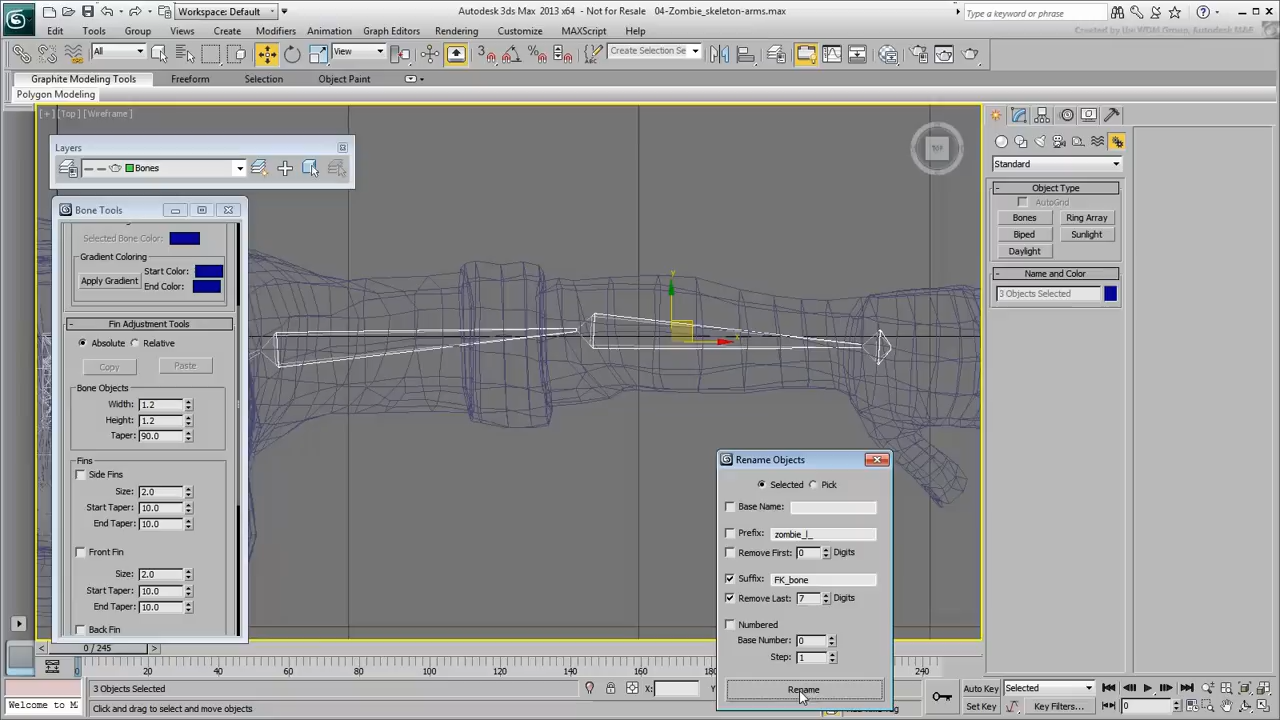 Workspace: Default
Autodesk 3ds Max 2013 x64 - Not for Resale 04-Zombie_skeleton-arms.max
Type a keyword or phrase
Edit Tools Group Views Create Modifiers Animation Graph Editors Rendering Customize MAXScript Help
All
View
Create Selection Se
Graphite Modeling Tools Freeform Selection Object Paint
Polygon Modeling
[ + ] [Top ] [Wireframe ]
TOP
Layers
Bones
Standard
Object Type
AutoGrid
Bones Ring Array
Biped Sunlight
Daylight
Name and Color
3 Objects Selected
Bone Tools
Selected Bone Color:
Gradient Coloring
Apply Gradient
Start Color:
End Color:
Fin Adjustment Tools
Absolute Relative
Copy Paste
Bone Objects
Width: 1.2
Height: 1.2
Taper: 90.0
Fins
Side Fins
Size: 2.0
Start Taper: 10.0
End Taper: 10.0
Front Fin
Size: 2.0
Start Taper: 10.0
End Taper: 10.0
Back Fin
Y
Rename Objects
Selected Pick
Base Name:
Prefix: zombie_l_
Remove First: 0 Digits
Suffix: FK_bone
Remove Last: 7 Digits
Numbered
Base Number: 0
Step: 1
Rename
0 / 245
0 20 40 60 80 100 120 140 160 240
3 Objects Selected
X:
Welcome to M
Click and drag to select and move objects
Auto Key Selected
Set Key Key Filters...
0